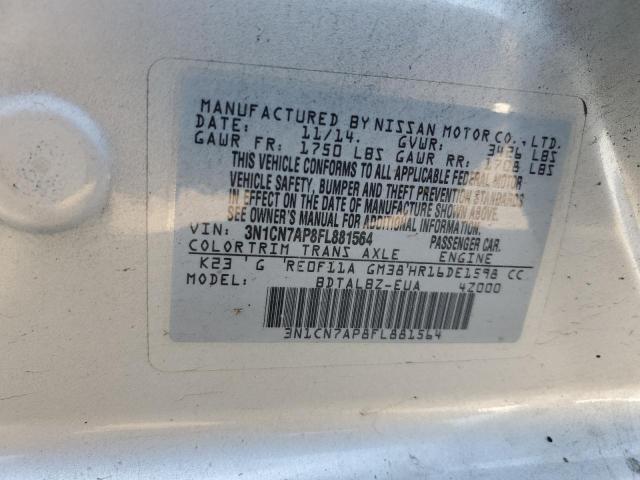 MANUFACTURED BY NISSAN MOTOR CO., LTD.
DATE: 11/14. GVWR: 3426 LBS
GAWR FR: 1750 LBS GAWR RR: LBS
THIS VEHICLE CONFORMS TO ALL APPLICABLE FEDERAL MOTOR
VEHICLE SAFETY, BUMPER AND THEFT PREVENTION STANDARDS
IN EFFECT ON THE DATE OF MANUFACTURE SHOWN ABOVE.
SEE OWNER'S MANUAL FOR ADDITIONAL INFORMATION.
VIN: 3N1CN7AP8FL881564 PASSENGER CAR.
COLOR TRIM TRANS AXLE ENGINE
K23 'G 'RE0F11A GM38'HR16DE1598 CC
MODEL: BDTALBZ-EUA 4Z000
3N1CN7AP8FL881564